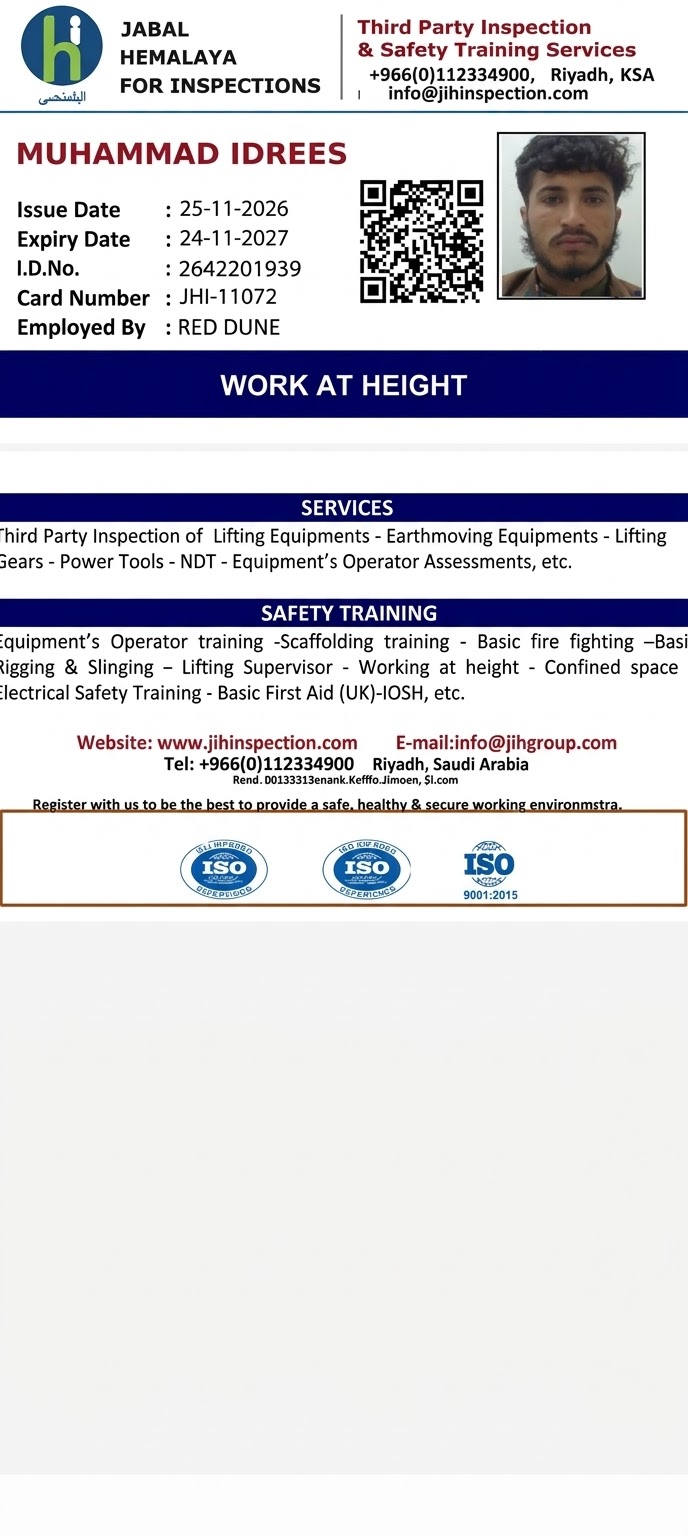 JABAL
HEMALAYA
FOR INSPECTIONS
Third Party Inspection
& Safety Training Services
+966(0)112334900, Riyadh, KSA
info@jihinspection.com
MUHAMMAD IDREES
Issue Date : 25-11-2026
Expiry Date : 24-11-2027
I.D.No. : 2642201939
Card Number : JHI-11072
Employed By : RED DUNE
WORK AT HEIGHT
SERVICES
Third Party Inspection of Lifting Equipments - Earthmoving Equipments - Lifting
Gears - Power Tools - NDT - Equipment’s Operator Assessments, etc.
SAFETY TRAINING
Equipment’s Operator training -Scaffolding training - Basic fire fighting –Basi
Rigging & Slinging – Lifting Supervisor - Working at height - Confined space
Electrical Safety Training - Basic First Aid (UK)-IOSH, etc.
Website: www.jihinspection.com E-mail:info@jihgroup.com
Tel: +966(0)112334900 Riyadh, Saudi Arabia
Register with us to be the best to provide a safe, healthy & secure working environmstra.
ISO
ISO
ISO
9001:2015